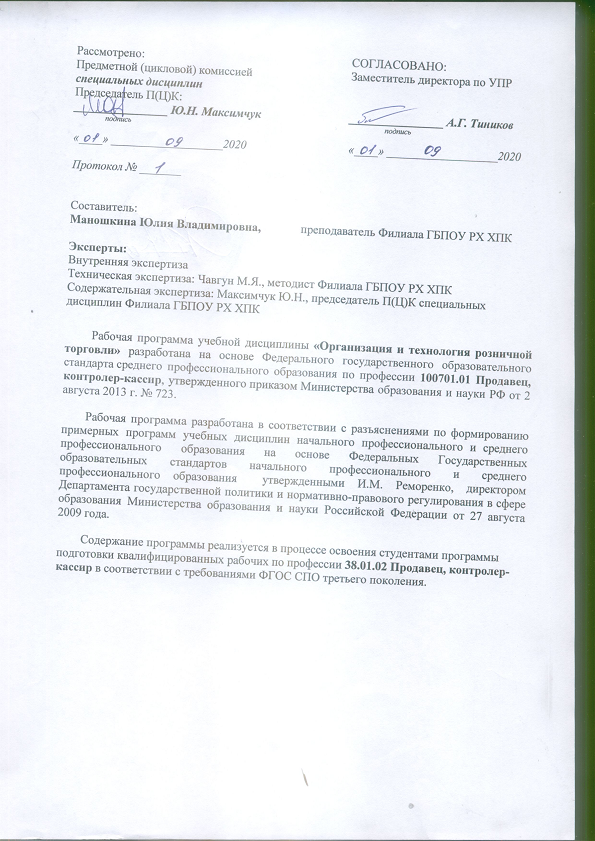 Рассмотрено:
Предметной (цикловой) комиссией
специальных дисциплин
Председатель П(Ц)К:
Ю.Н. Максимчук
подпись
« 01 » 09 2020
Протокол № 1
СОГЛАСОВАНО:
Заместитель директора по УПР
А.Г. Тиников
подпись
« 01 » 09 2020
Составитель:
Маношкина Юлия Владимировна, преподаватель Филиала ГБПОУ РХ ХПК
Эксперты:
Внутренняя экспертиза
Техническая экспертиза: Чавгун М.Я., методист Филиала ГБПОУ РХ ХПК
Содержательная экспертиза: Максимчук Ю.Н., председатель П(Ц)К специальных
дисциплин Филиала ГБПОУ РХ ХПК
Рабочая программа учебной дисциплины «Организация и технология розничной
торговли» разработана на основе Федерального государственного образовательного
стандарта среднего профессионального образования по профессии 100701.01 Продавец,
контролер-кассир, утвержденного приказом Министерства образования и науки РФ от 2
августа 2013 г. № 723.
Рабочая программа разработана в соответствии с разъяснениями по формированию
примерных программ учебных дисциплин начального профессионального и среднего
профессионального образования на основе Федеральных Государственных
образовательных стандартов начального профессионального и среднего
профессионального образования утвержденными И.М. Реморенко, директором
Департамента государственной политики и нормативно-правового регулирования в сфере
образования Министерства образования и науки Российской Федерации от 27 августа
2009 года.
Содержание программы реализуется в процессе освоения студентами программы
подготовки квалифицированных рабочих по профессии 38.01.02 Продавец, контролер-
кассир в соответствии с требованиями ФГОС СПО третьего поколения.